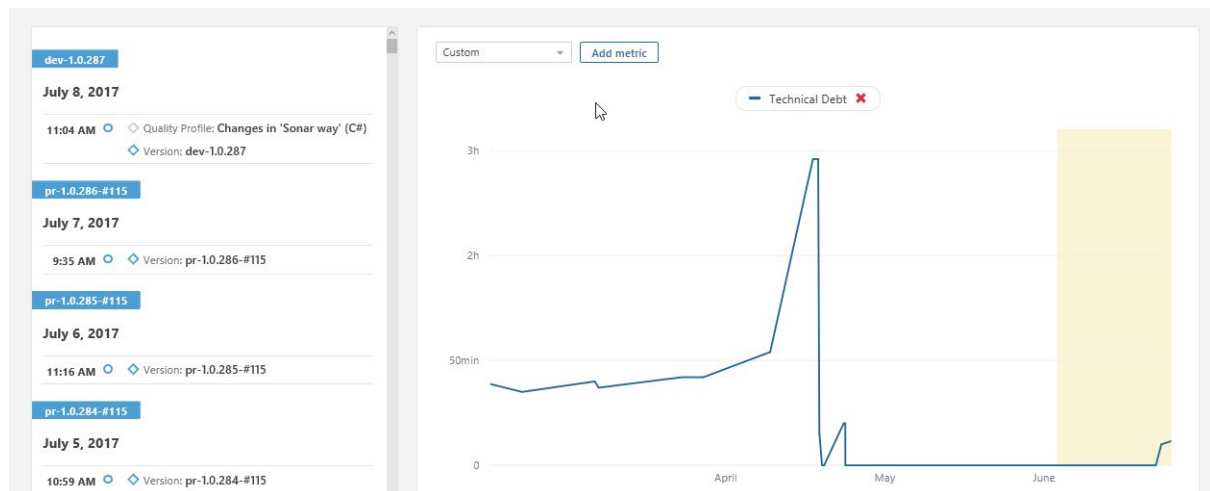 dev-1.0.287
July 8, 2017
11:04 AM Quality Profile: Changes in 'Sonar way' (C#)
Version: dev-1.0.287
pr-1.0.286-#115
July 7, 2017
9:35 AM Version: pr-1.0.286-#115
pr-1.0.285-#115
July 6, 2017
11:16 AM Version: pr-1.0.285-#115
pr-1.0.284-#115
July 5, 2017
10:59 AM Version: pr-1.0.284-#115
Custom Add metric
Technical Debt
3h
2h
50min
0
April May June